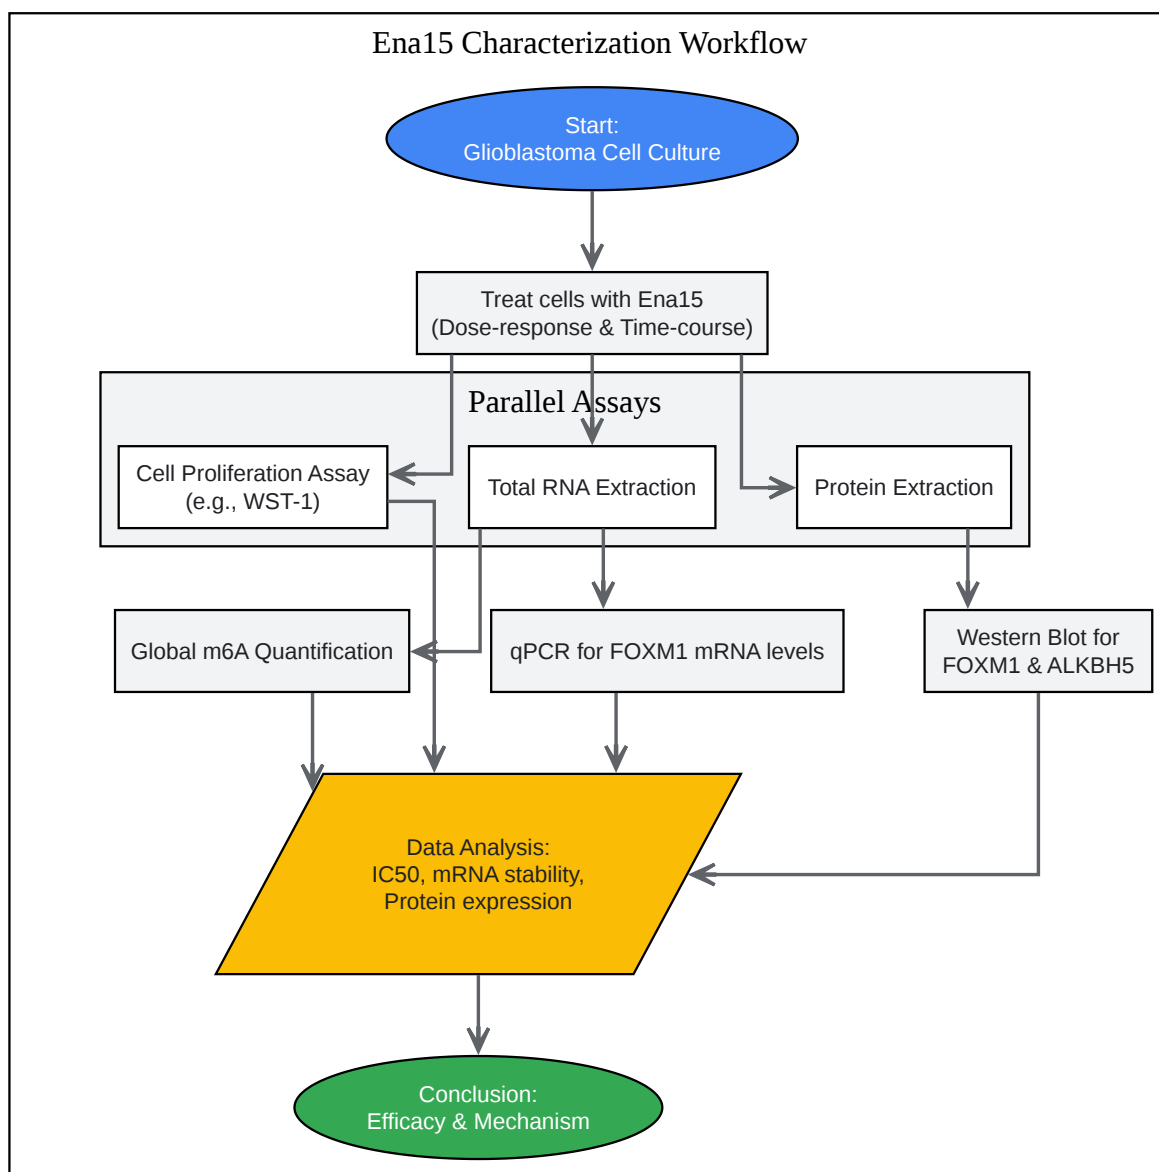 Ena15 Characterization Workflow
Start:
Glioblastoma Cell Culture
Treat cells with Ena15
(Dose-response & Time-course)
Parallel Assays
Cell Proliferation Assay
(e.g., WST-1)
Total RNA Extraction
Protein Extraction
Global m6A Quantification
qPCR for FOXM1 mRNA levels
Western Blot for
FOXM1 & ALKBH5
Data Analysis:
IC50, mRNA stability,
Protein expression
Conclusion:
Efficacy & Mechanism